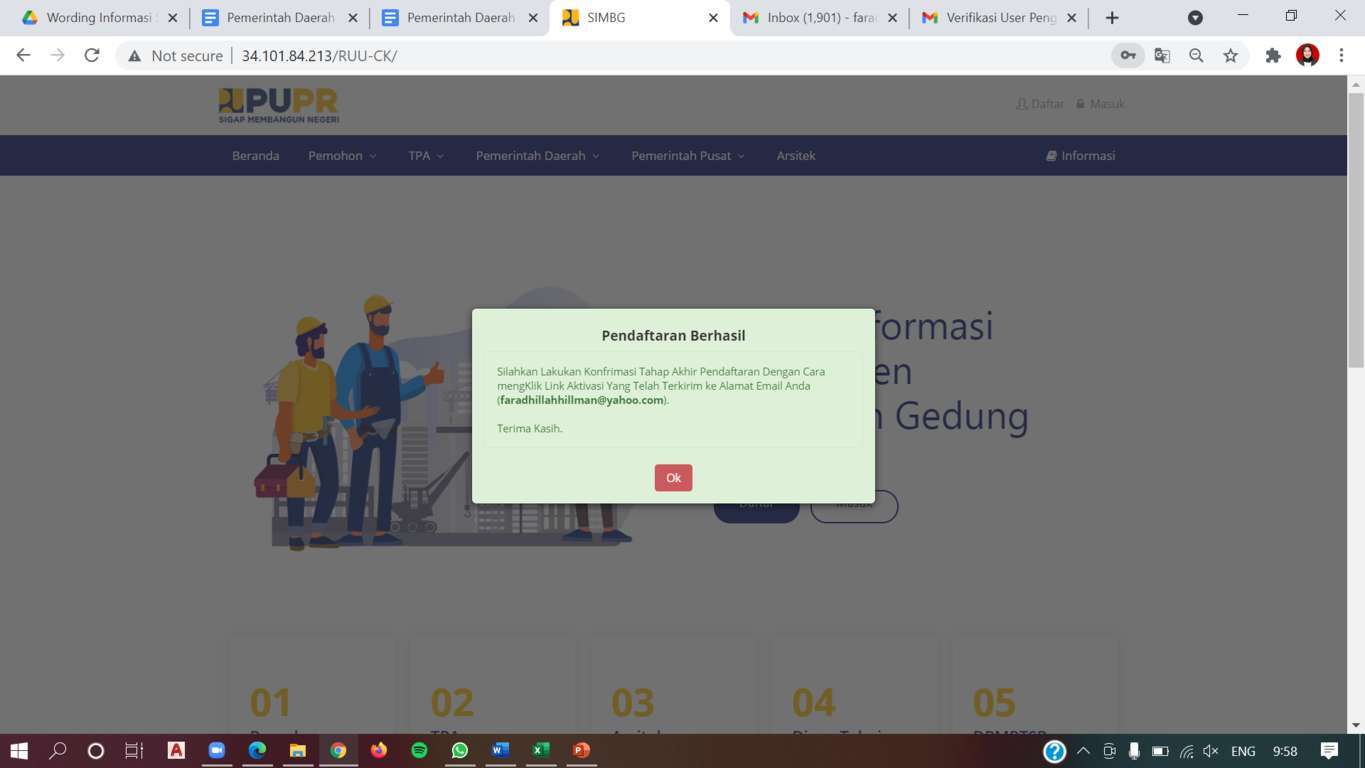 Wording Informasi S
Pemerintah Daerah
Pemerintah Daerah
SIMBG
Inbox (1,901) - farad
Verifikasi User Peng
Not secure
34.101.84.213/RUU-CK/
PUPR
SIGAP MEMBANGUN NEGERI
Daftar
Masuk
Beranda
Pemohon
TPA
Pemerintah Daerah
Pemerintah Pusat
Arsitek
Informasi
formasi
en
Gedung
Pendaftaran Berhasil
Silahkan Lakukan Konfrimasi Tahap Akhir Pendaftaran Dengan Cara
mengKlik Link Aktivasi Yang Telah Terkirim ke Alamat Email Anda
(faradhillahhillman@yahoo.com).
Terima Kasih.
Ok
Daftar
Masuk
01
02
03
04
05
ENG
9:58